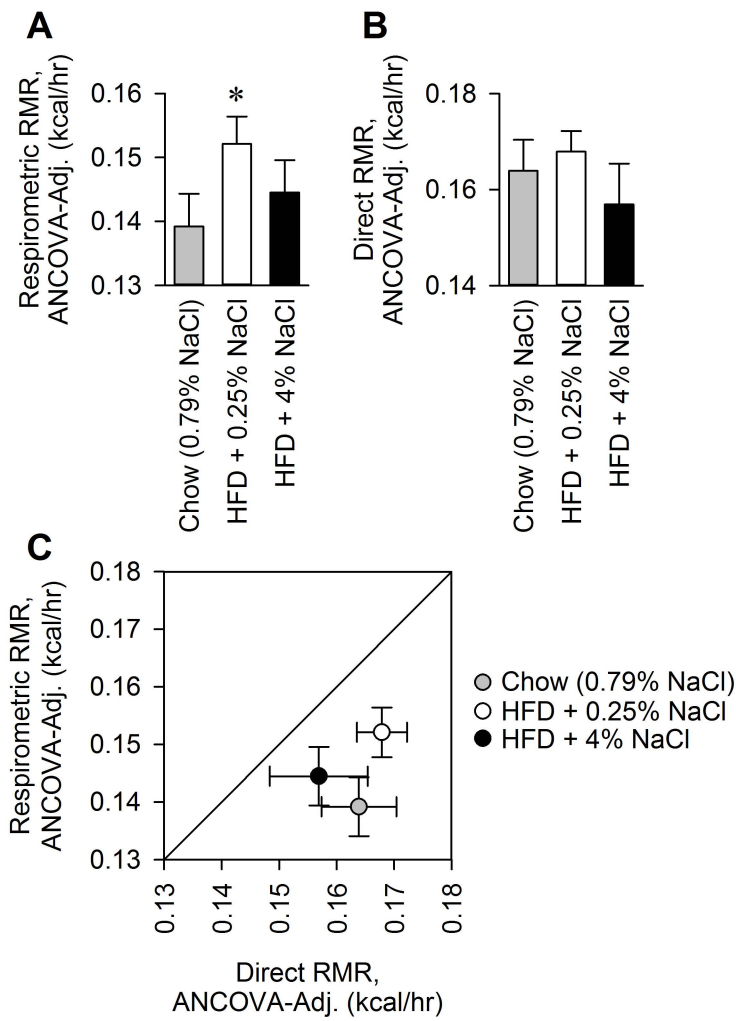 A
Respirometric RMR,
ANCOVA-Adj. (kcal/hr)
0.16
0.15
0.14
0.13
*
Chow (0.79% NaCl)
HFD + 0.25% NaCl
HFD + 4% NaCl
B
Direct RMR,
ANCOVA-Adj. (kcal/hr)
0.18
0.16
0.14
Chow (0.79% NaCl)
HFD + 0.25% NaCl
HFD + 4% NaCl
C
Respirometric RMR,
ANCOVA-Adj. (kcal/hr)
0.18
0.17
0.16
0.15
0.14
0.13
0.13
0.14
0.15
0.16
0.17
0.18
Direct RMR,
ANCOVA-Adj. (kcal/hr)
Chow (0.79% NaCl)
HFD + 0.25% NaCl
HFD + 4% NaCl